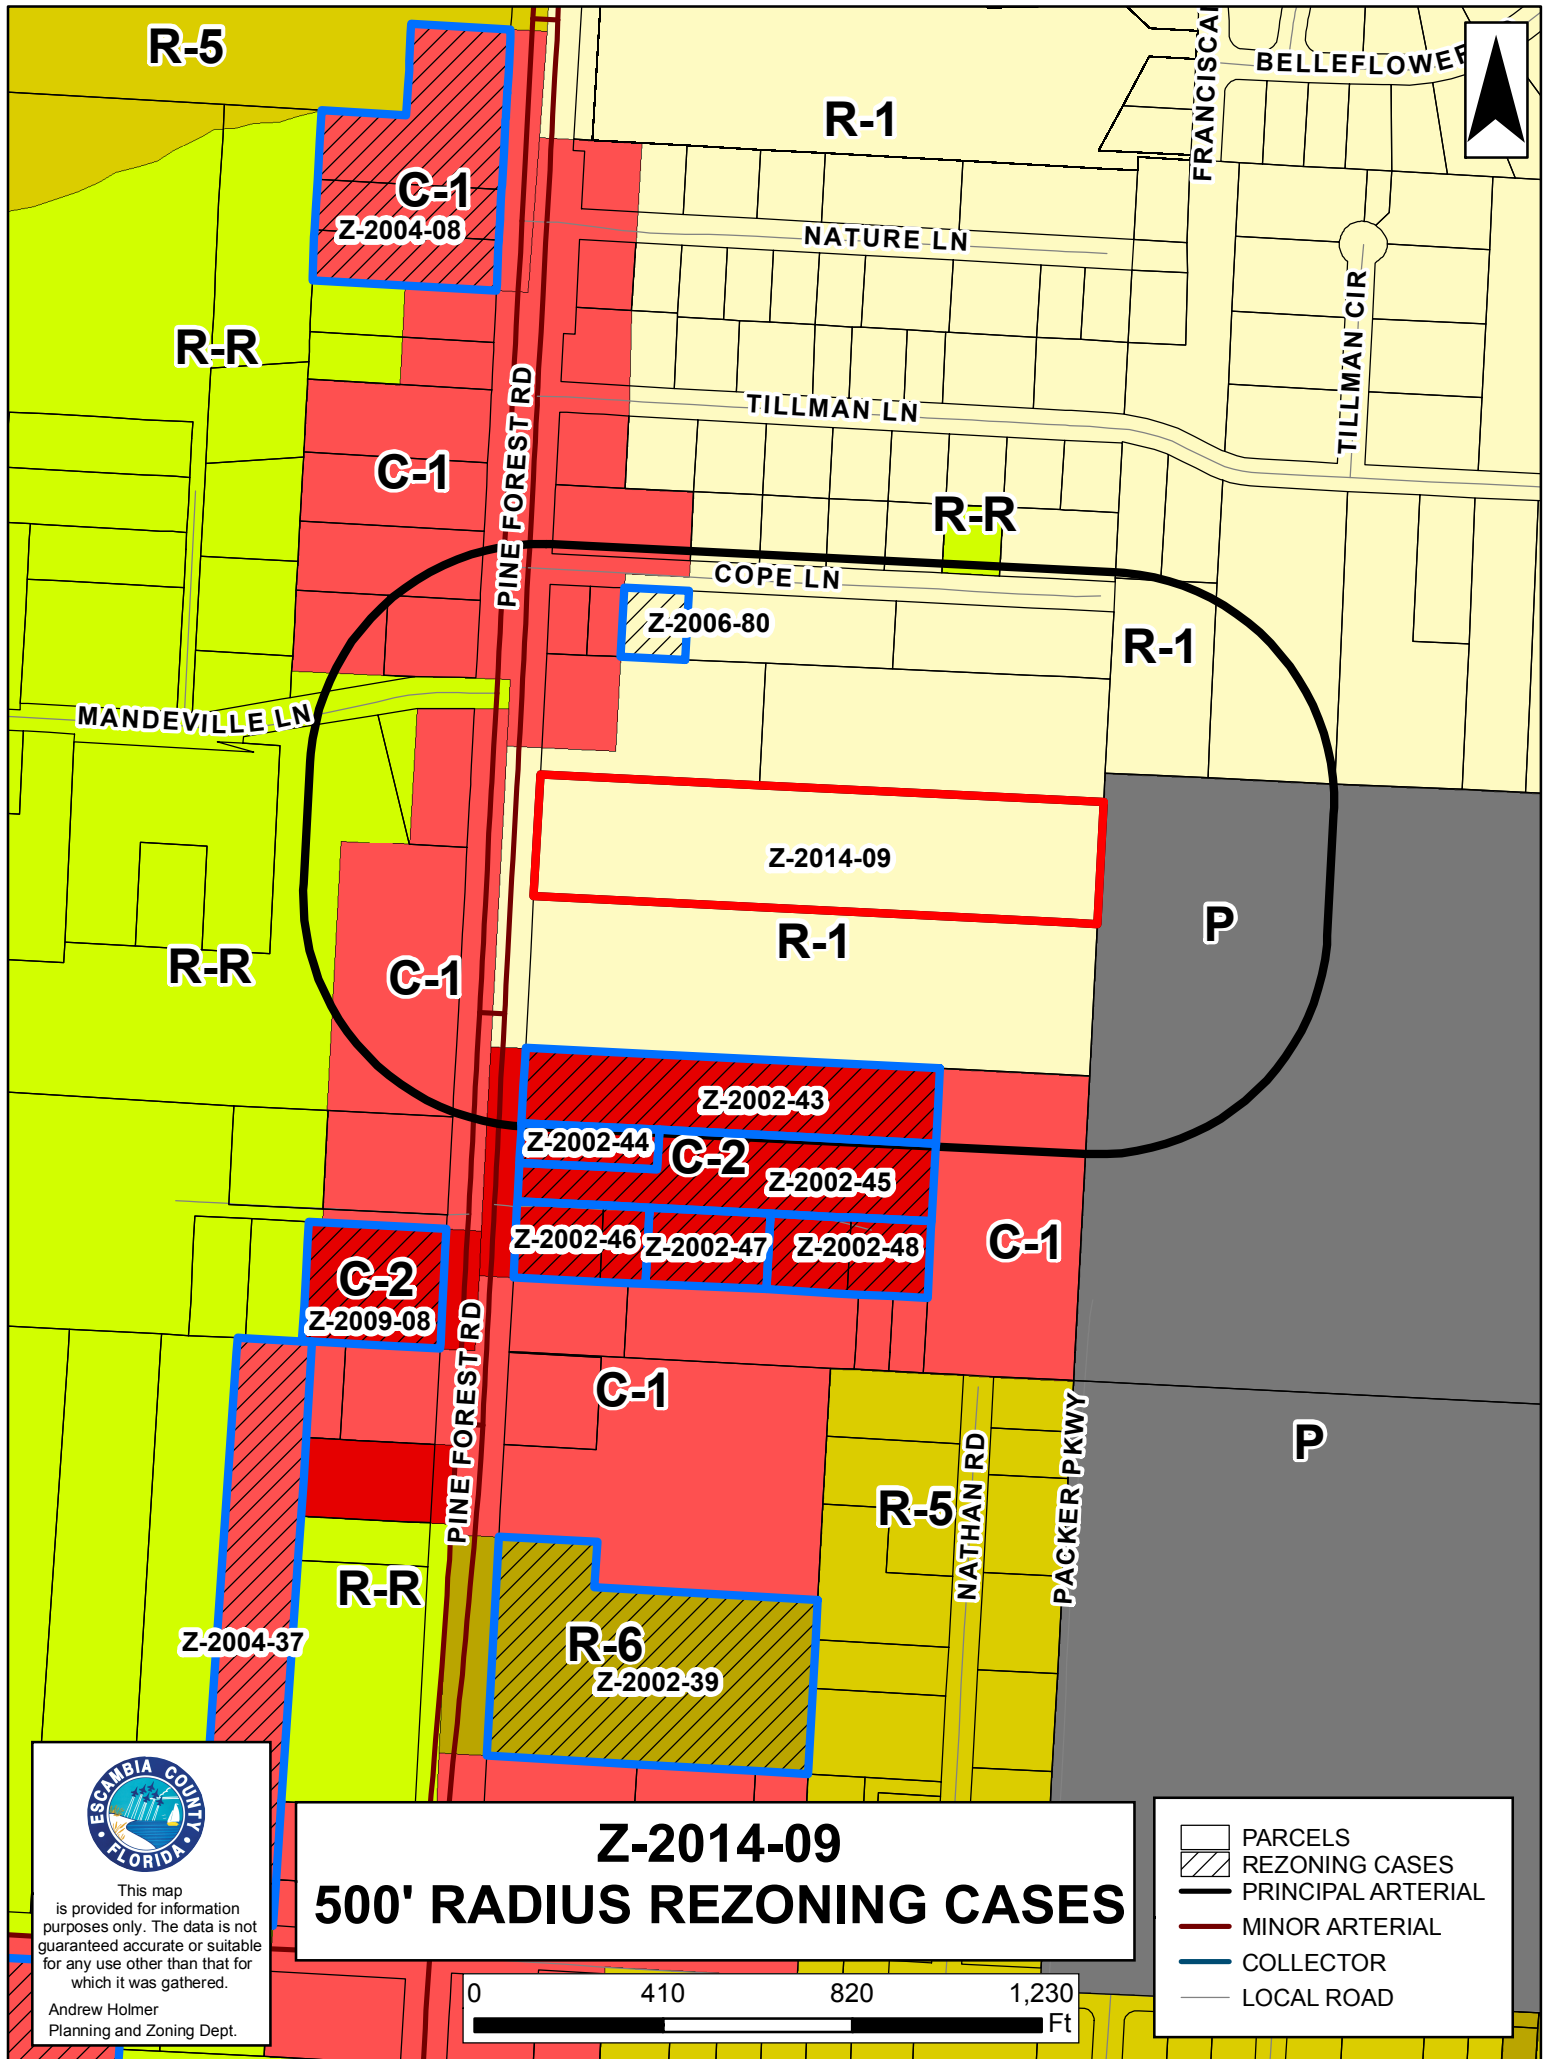 R-5
R-1
FRANCISCA
BELLEFLOWER
C-1
Z-2004-08
NATURE LN
R-R
TILLMAN CIR
PINE FOREST RD
TILLMAN LN
C-1
R-R
COPE LN
Z-2006-80
R-1
MANDEVILLE LN
Z-2014-09
P
R-1
R-R
C-1
Z-2002-43
Z-2002-44
C-2
Z-2002-45
Z-2002-46
Z-2002-47
Z-2002-48
C-1
C-2
Z-2009-08
PINE FOREST RD
C-1
P
R-5
NATHAN RD
PACKER PKWY
R-R
Z-2004-37
R-6
Z-2002-39
ESCAMBIA COUNTY
FLORIDA
This map
is provided for information
purposes only. The data is not
guaranteed accurate or suitable
for any use other than that for
which it was gathered.
Andrew Holmer
Planning and Zoning Dept.
Z-2014-09
500' RADIUS REZONING CASES
PARCELS
REZONING CASES
PRINCIPAL ARTERIAL
MINOR ARTERIAL
COLLECTOR
LOCAL ROAD
0 410 820 1,230
Ft